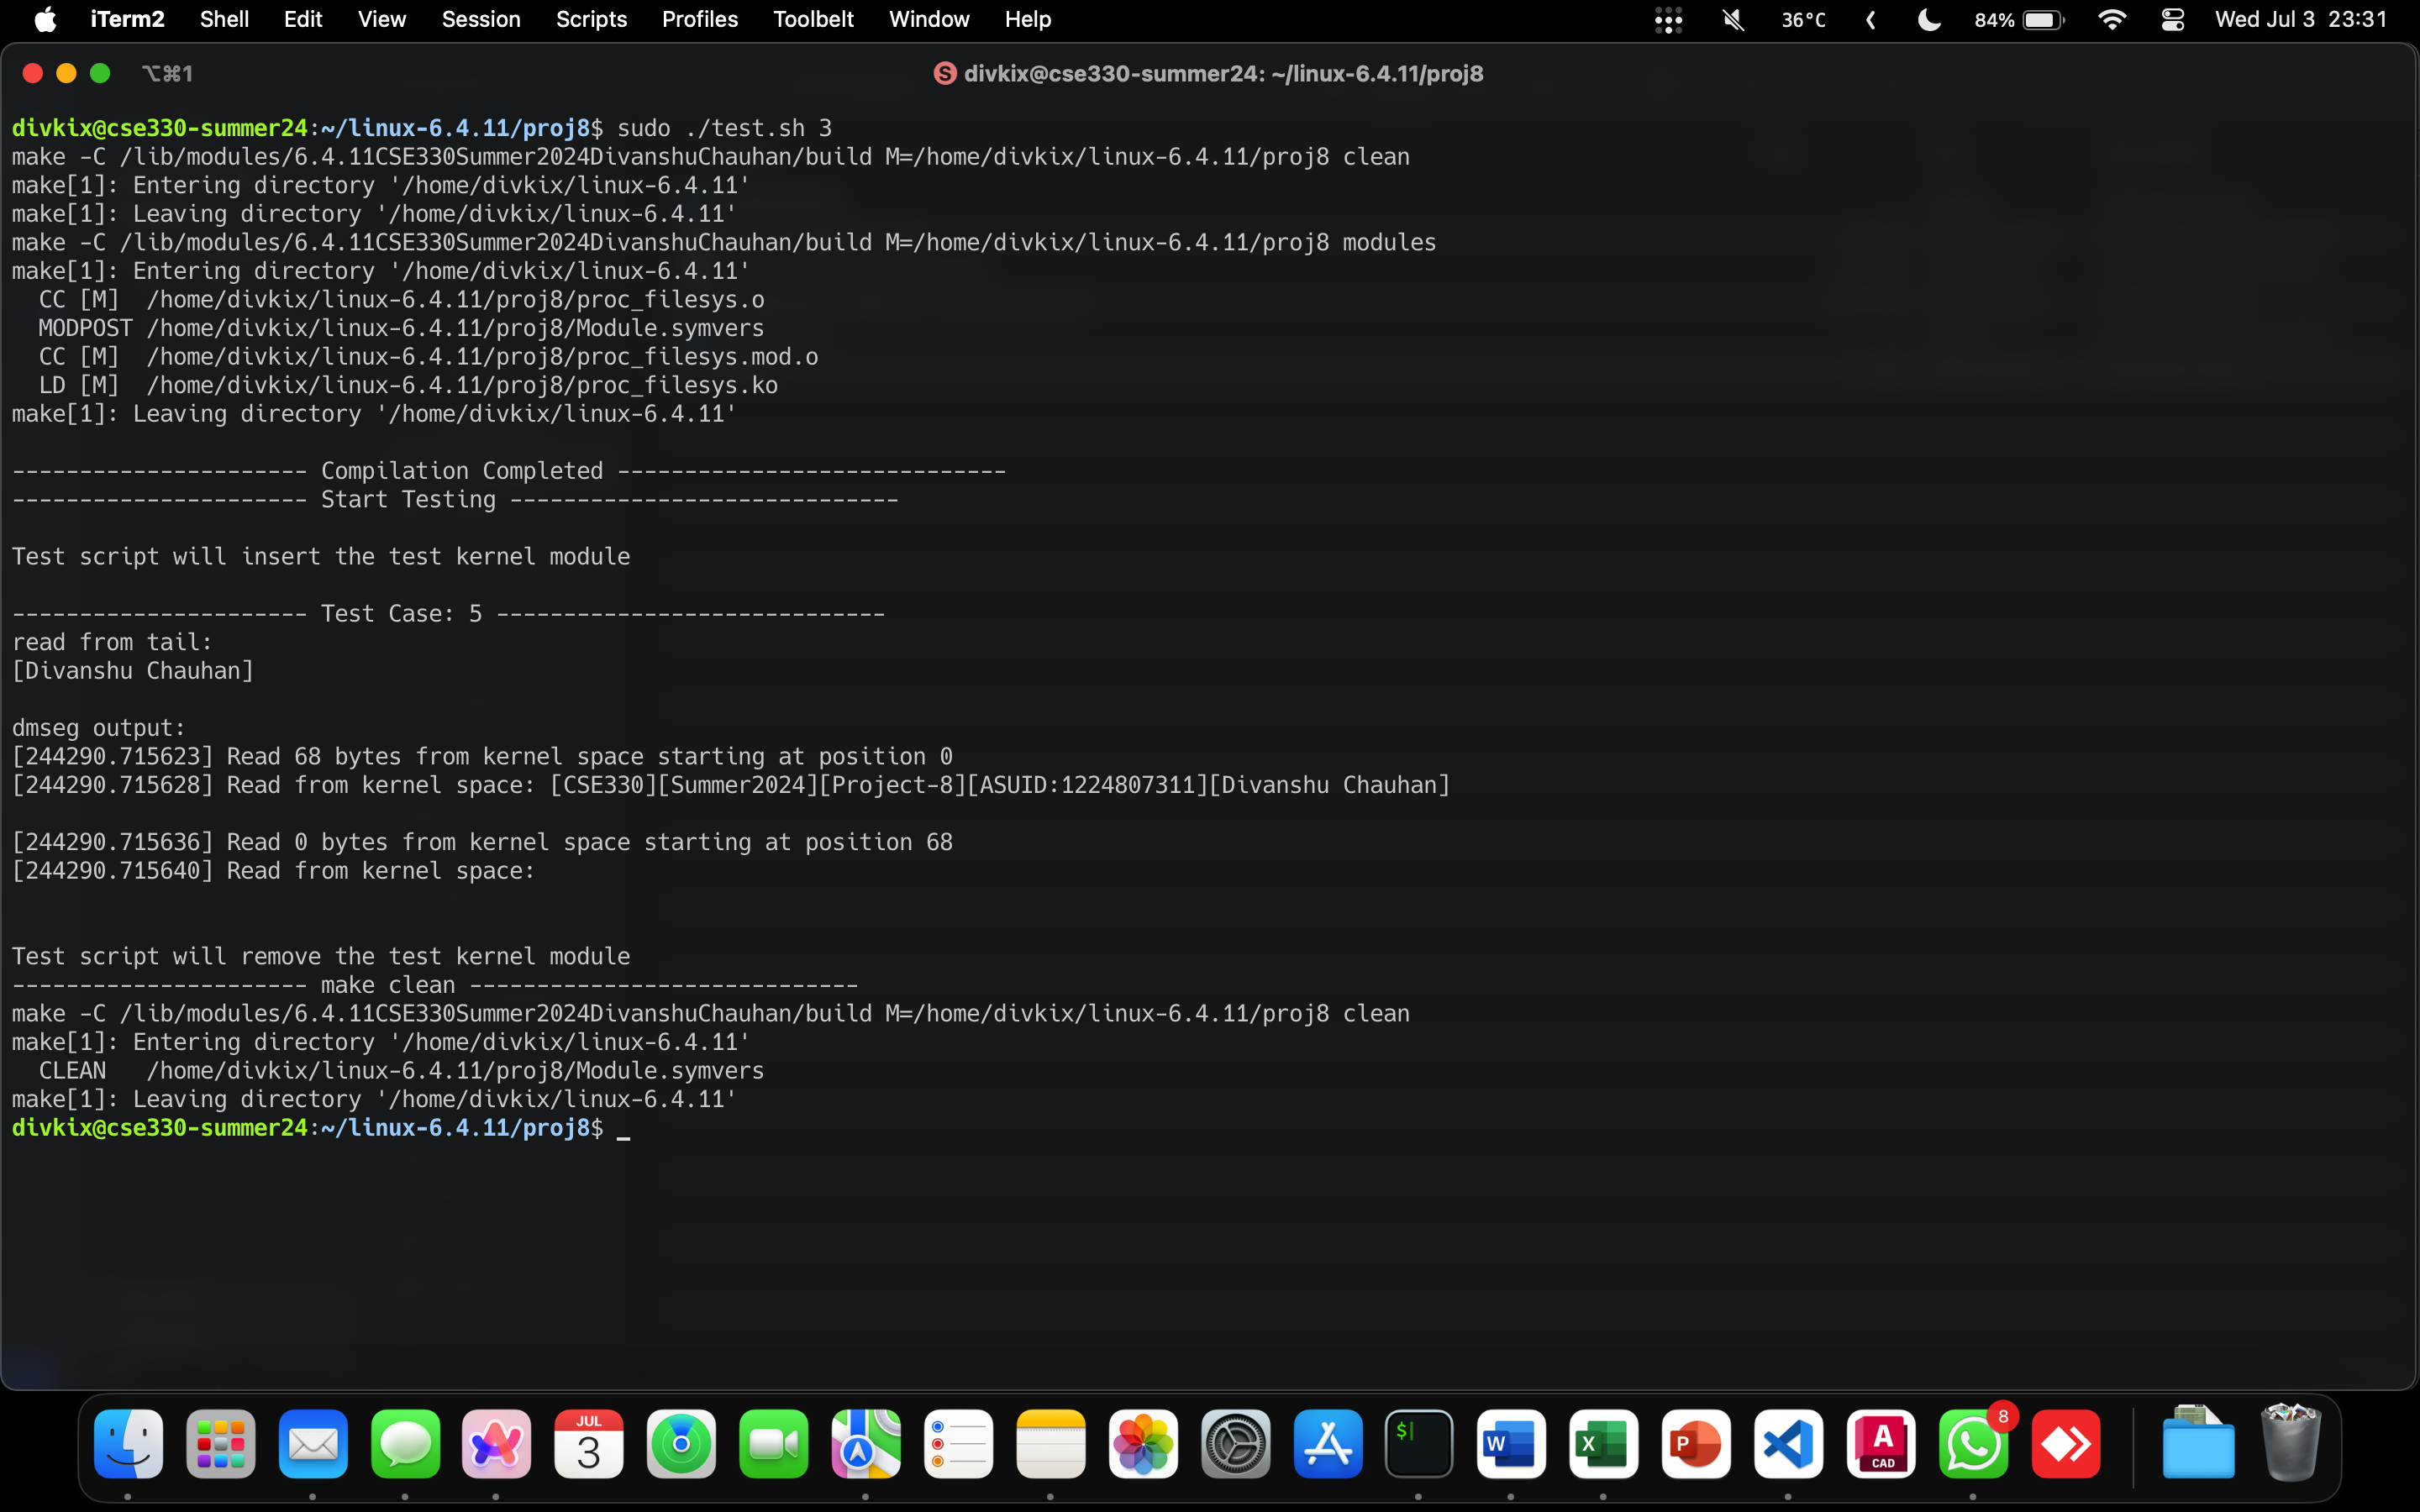 iTerm2 Shell Edit View Session Scripts Profiles Toolbelt Window Help 36°C 84% Wed Jul 3 23:31
⌥⌘1 S divkix@cse330-summer24: ~/linux-6.4.11/proj8
divkix@cse330-summer24:~/linux-6.4.11/proj8$ sudo ./test.sh 3
make -C /lib/modules/6.4.11CSE330Summer2024DivanshuChauhan/build M=/home/divkix/linux-6.4.11/proj8 clean
make[1]: Entering directory '/home/divkix/linux-6.4.11'
make[1]: Leaving directory '/home/divkix/linux-6.4.11'
make -C /lib/modules/6.4.11CSE330Summer2024DivanshuChauhan/build M=/home/divkix/linux-6.4.11/proj8 modules
make[1]: Entering directory '/home/divkix/linux-6.4.11'
  CC [M]  /home/divkix/linux-6.4.11/proj8/proc_filesys.o
  MODPOST /home/divkix/linux-6.4.11/proj8/Module.symvers
  CC [M]  /home/divkix/linux-6.4.11/proj8/proc_filesys.mod.o
  LD [M]  /home/divkix/linux-6.4.11/proj8/proc_filesys.ko
make[1]: Leaving directory '/home/divkix/linux-6.4.11'
---------------------- Compilation Completed -----------------------------
---------------------- Start Testing -----------------------------
Test script will insert the test kernel module
---------------------- Test Case: 5 -----------------------------
read from tail:
[Divanshu Chauhan]
dmseg output:
[244290.715623] Read 68 bytes from kernel space starting at position 0
[244290.715628] Read from kernel space: [CSE330][Summer2024][Project-8][ASUID:1224807311][Divanshu Chauhan]
[244290.715636] Read 0 bytes from kernel space starting at position 68
[244290.715640] Read from kernel space:
Test script will remove the test kernel module
---------------------- make clean -----------------------------
make -C /lib/modules/6.4.11CSE330Summer2024DivanshuChauhan/build M=/home/divkix/linux-6.4.11/proj8 clean
make[1]: Entering directory '/home/divkix/linux-6.4.11'
  CLEAN   /home/divkix/linux-6.4.11/proj8/Module.symvers
make[1]: Leaving directory '/home/divkix/linux-6.4.11'
divkix@cse330-summer24:~/linux-6.4.11/proj8$ _
JUL
3
$
W
X
P
A
CAD
8